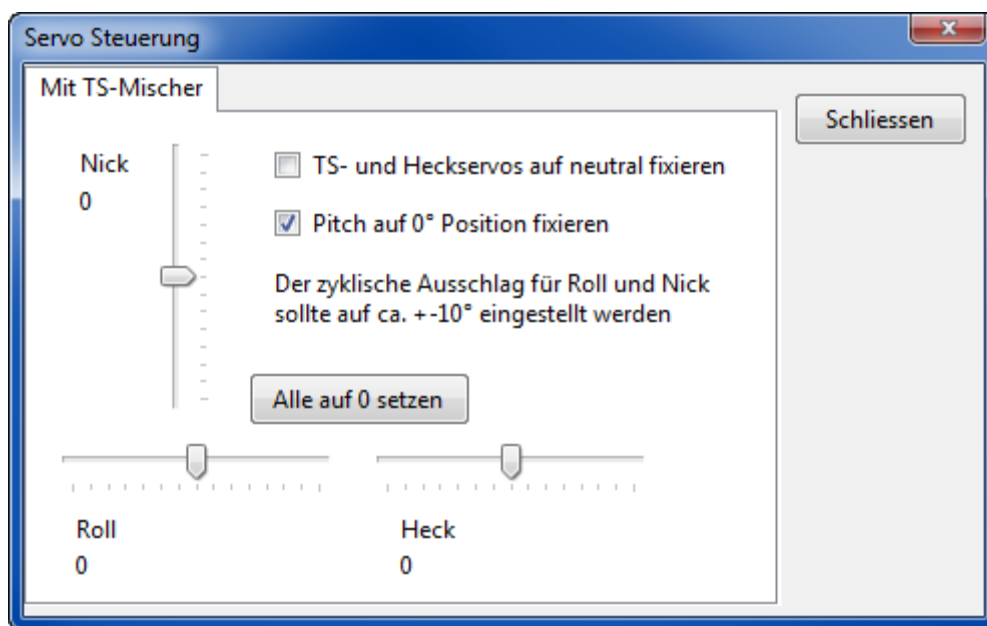 Servo Steuerung
Mit TS-Mischer
Schliessen
Nick
0
TS- und Heckservos auf neutral fixieren
Pitch auf 0° Position fixieren
Der zyklische Ausschlag für Roll und Nick
sollte auf ca. +-10° eingestellt werden
Alle auf 0 setzen
Roll
0
Heck
0